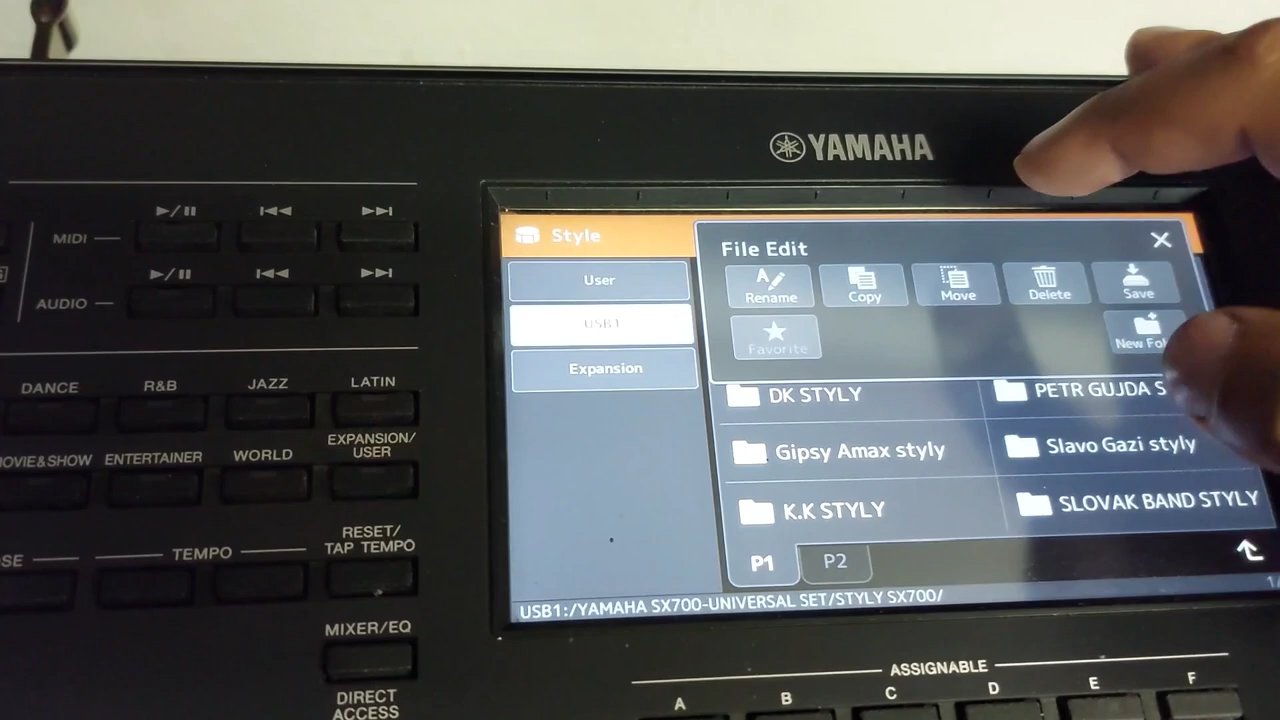 YAMAHA
MIDI
AUDIO
DANCE R&B JAZZ LATIN
ENTERTAINER WORLD
EXPANSION/
USER
RESET/
TAP TEMPO
TEMPO
MIXER/EQ
DIRECT
ACCESS
Style
User
USB1
Expansion
File Edit
Rename Copy Move Delete Save
Favorite New
DK STYLY PETR GUJDA
Gipsy Amax styly Slavo Gazi styly
K.K STYLY SLOVAK BAND STYLY
P1 P2
USB1:/YAMAHA SX700-UNIVERSAL SET/STYLY SX700/
ASSIGNABLE
A B C D E F